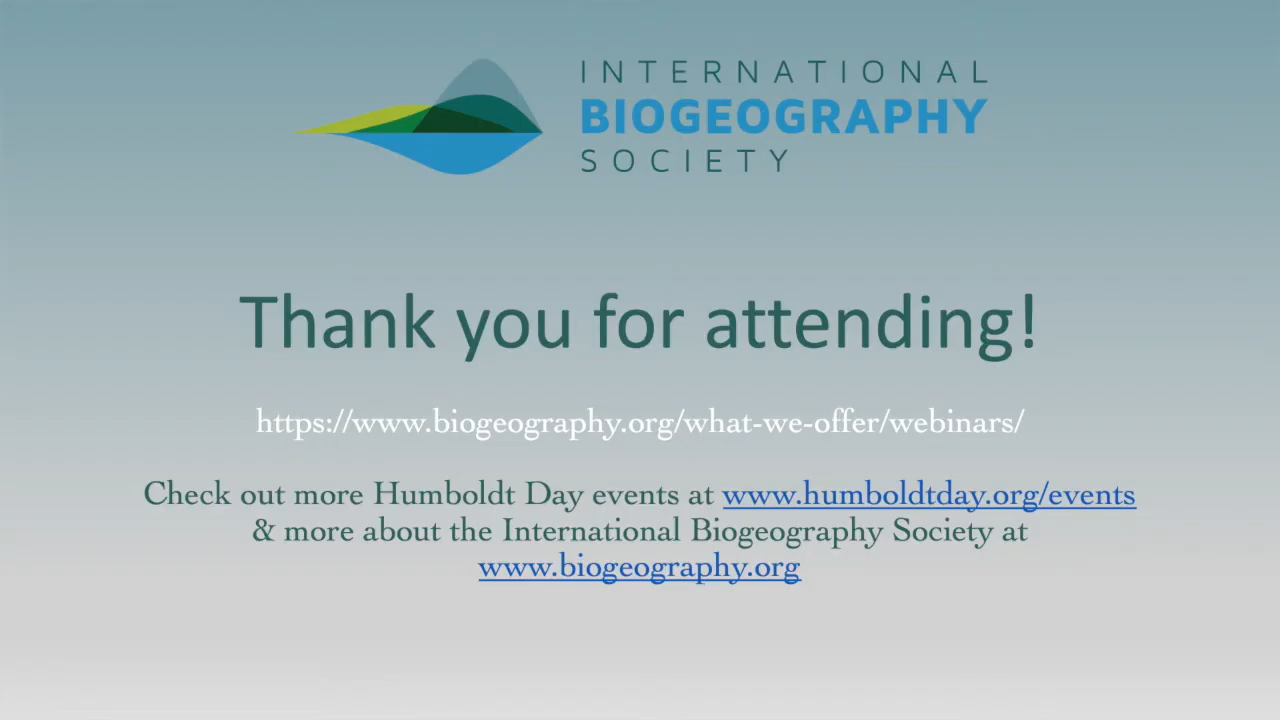 INTERNATIONAL
BIOGEOGRAPHY
SOCIETY
Thank you for attending!
https://www.biogeography.org/what-we-offer/webinars/
Check out more Humboldt Day events at www.humboldtday.org/events
& more about the International Biogeography Society at
www.biogeography.org